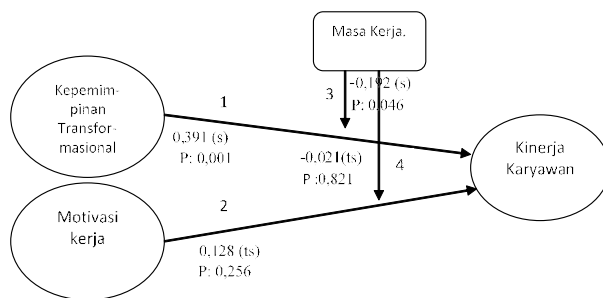 Masa Kerja.
Kepemim-
pinan
Transfor-
masional
1
0,391 (s)
P: 0,001
3
-0,192 (s)
P: 0,046
-0.021(ts)
P :0.821
4
Kinerja
Karyawan
Motivasi
kerja
2
0,128 (ts)
P: 0,256